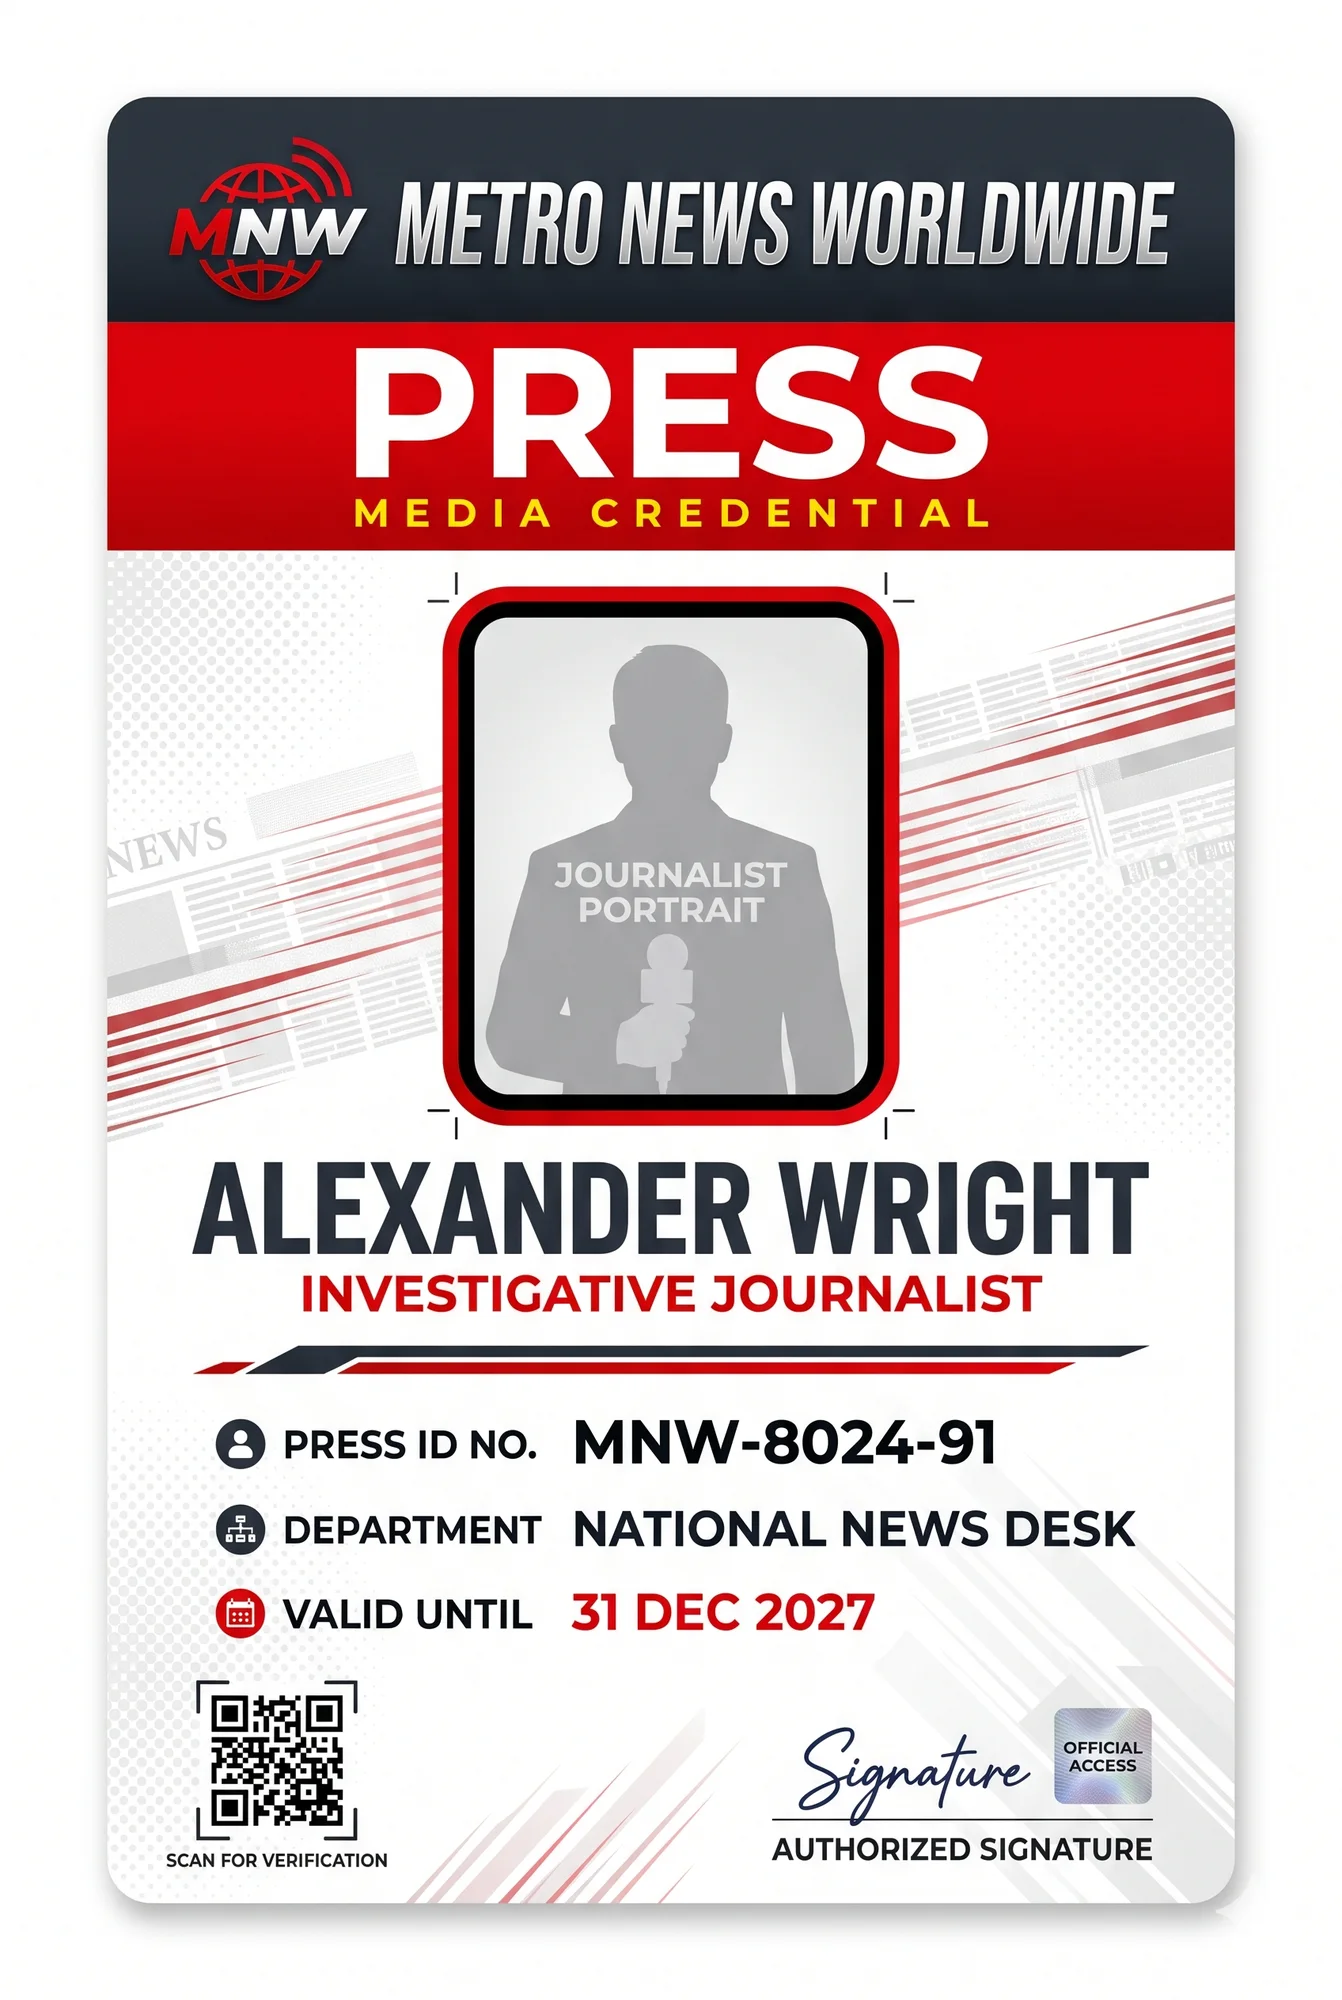 MNW METRO NEWS WORLDWIDE
PRESS
MEDIA CREDENTIAL
NEWS
JOURNALIST
PORTRAIT
ALEXANDER WRIGHT
INVESTIGATIVE JOURNALIST
PRESS ID NO. MNW-8024-91
DEPARTMENT NATIONAL NEWS DESK
VALID UNTIL 31 DEC 2027
SCAN FOR VERIFICATION
Signature
OFFICIAL
ACCESS
AUTHORIZED SIGNATURE